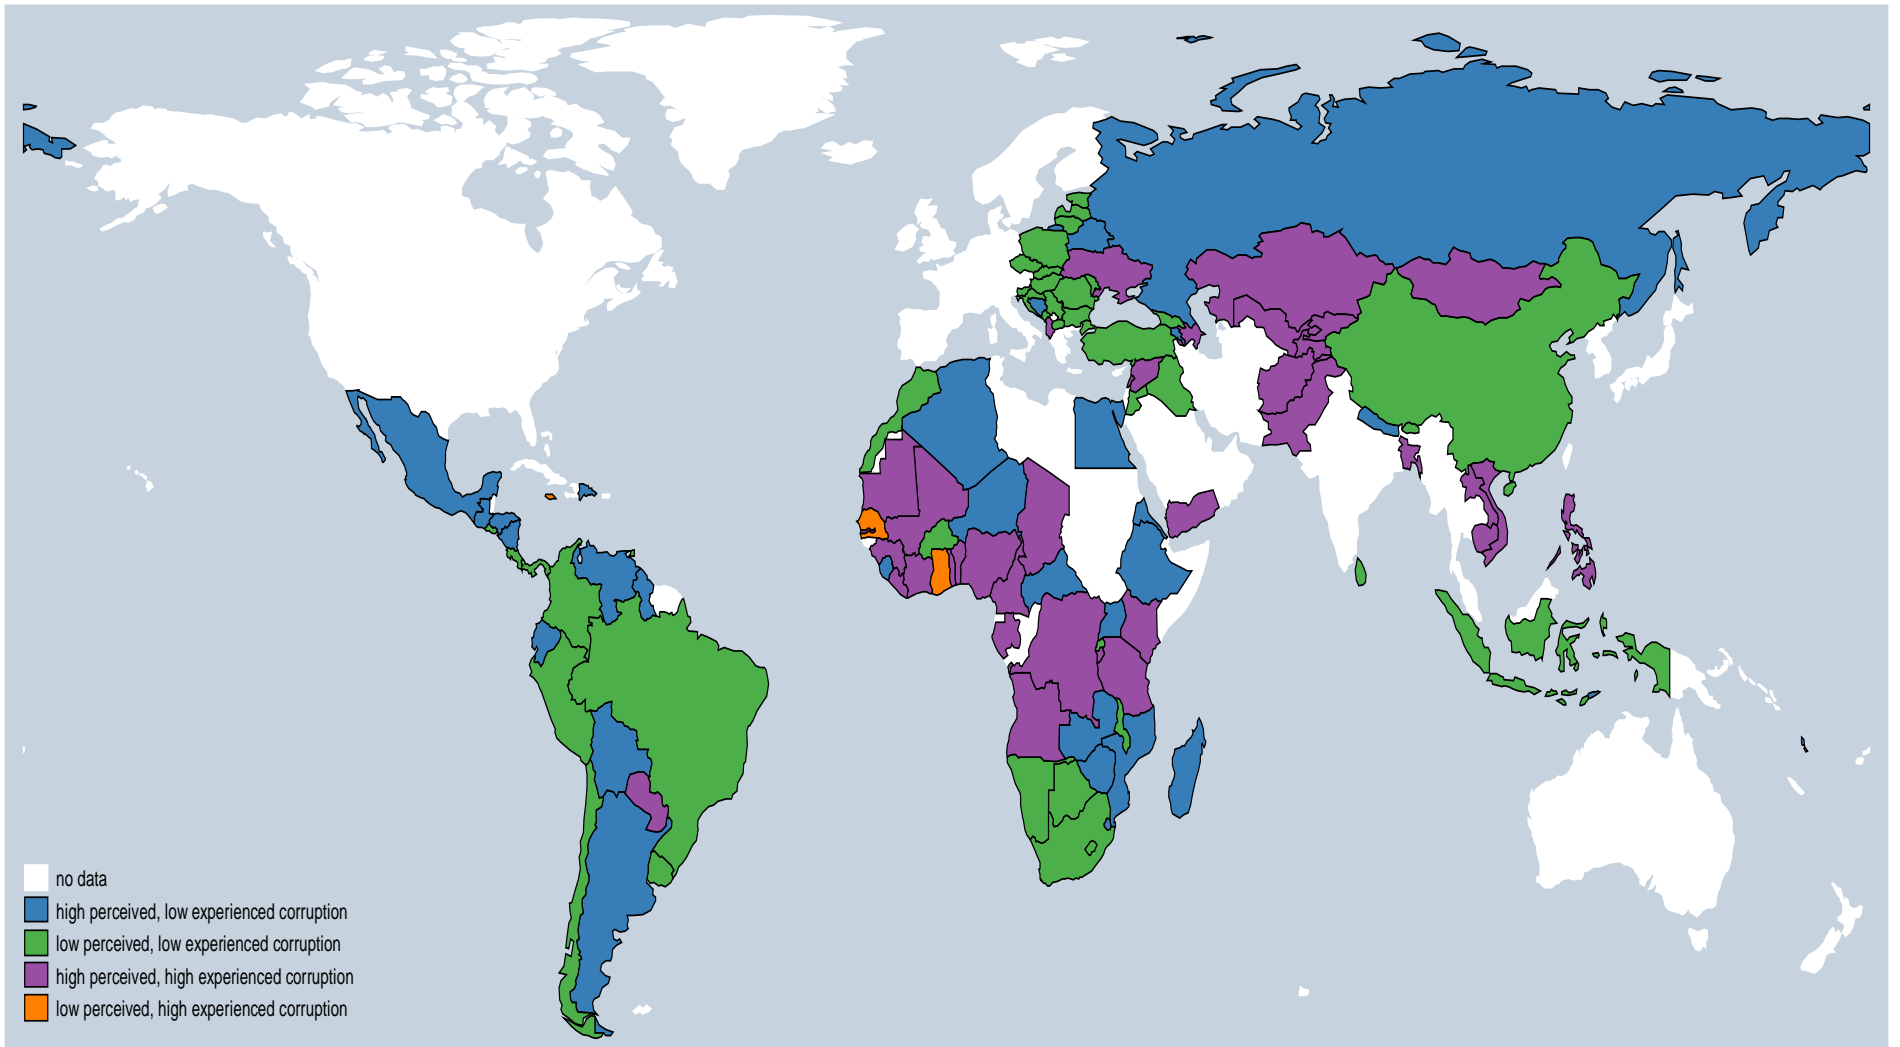 no data
high perceived, low experienced corruption
low perceived, low experienced corruption
high perceived, high experienced corruption
low perceived, high experienced corruption